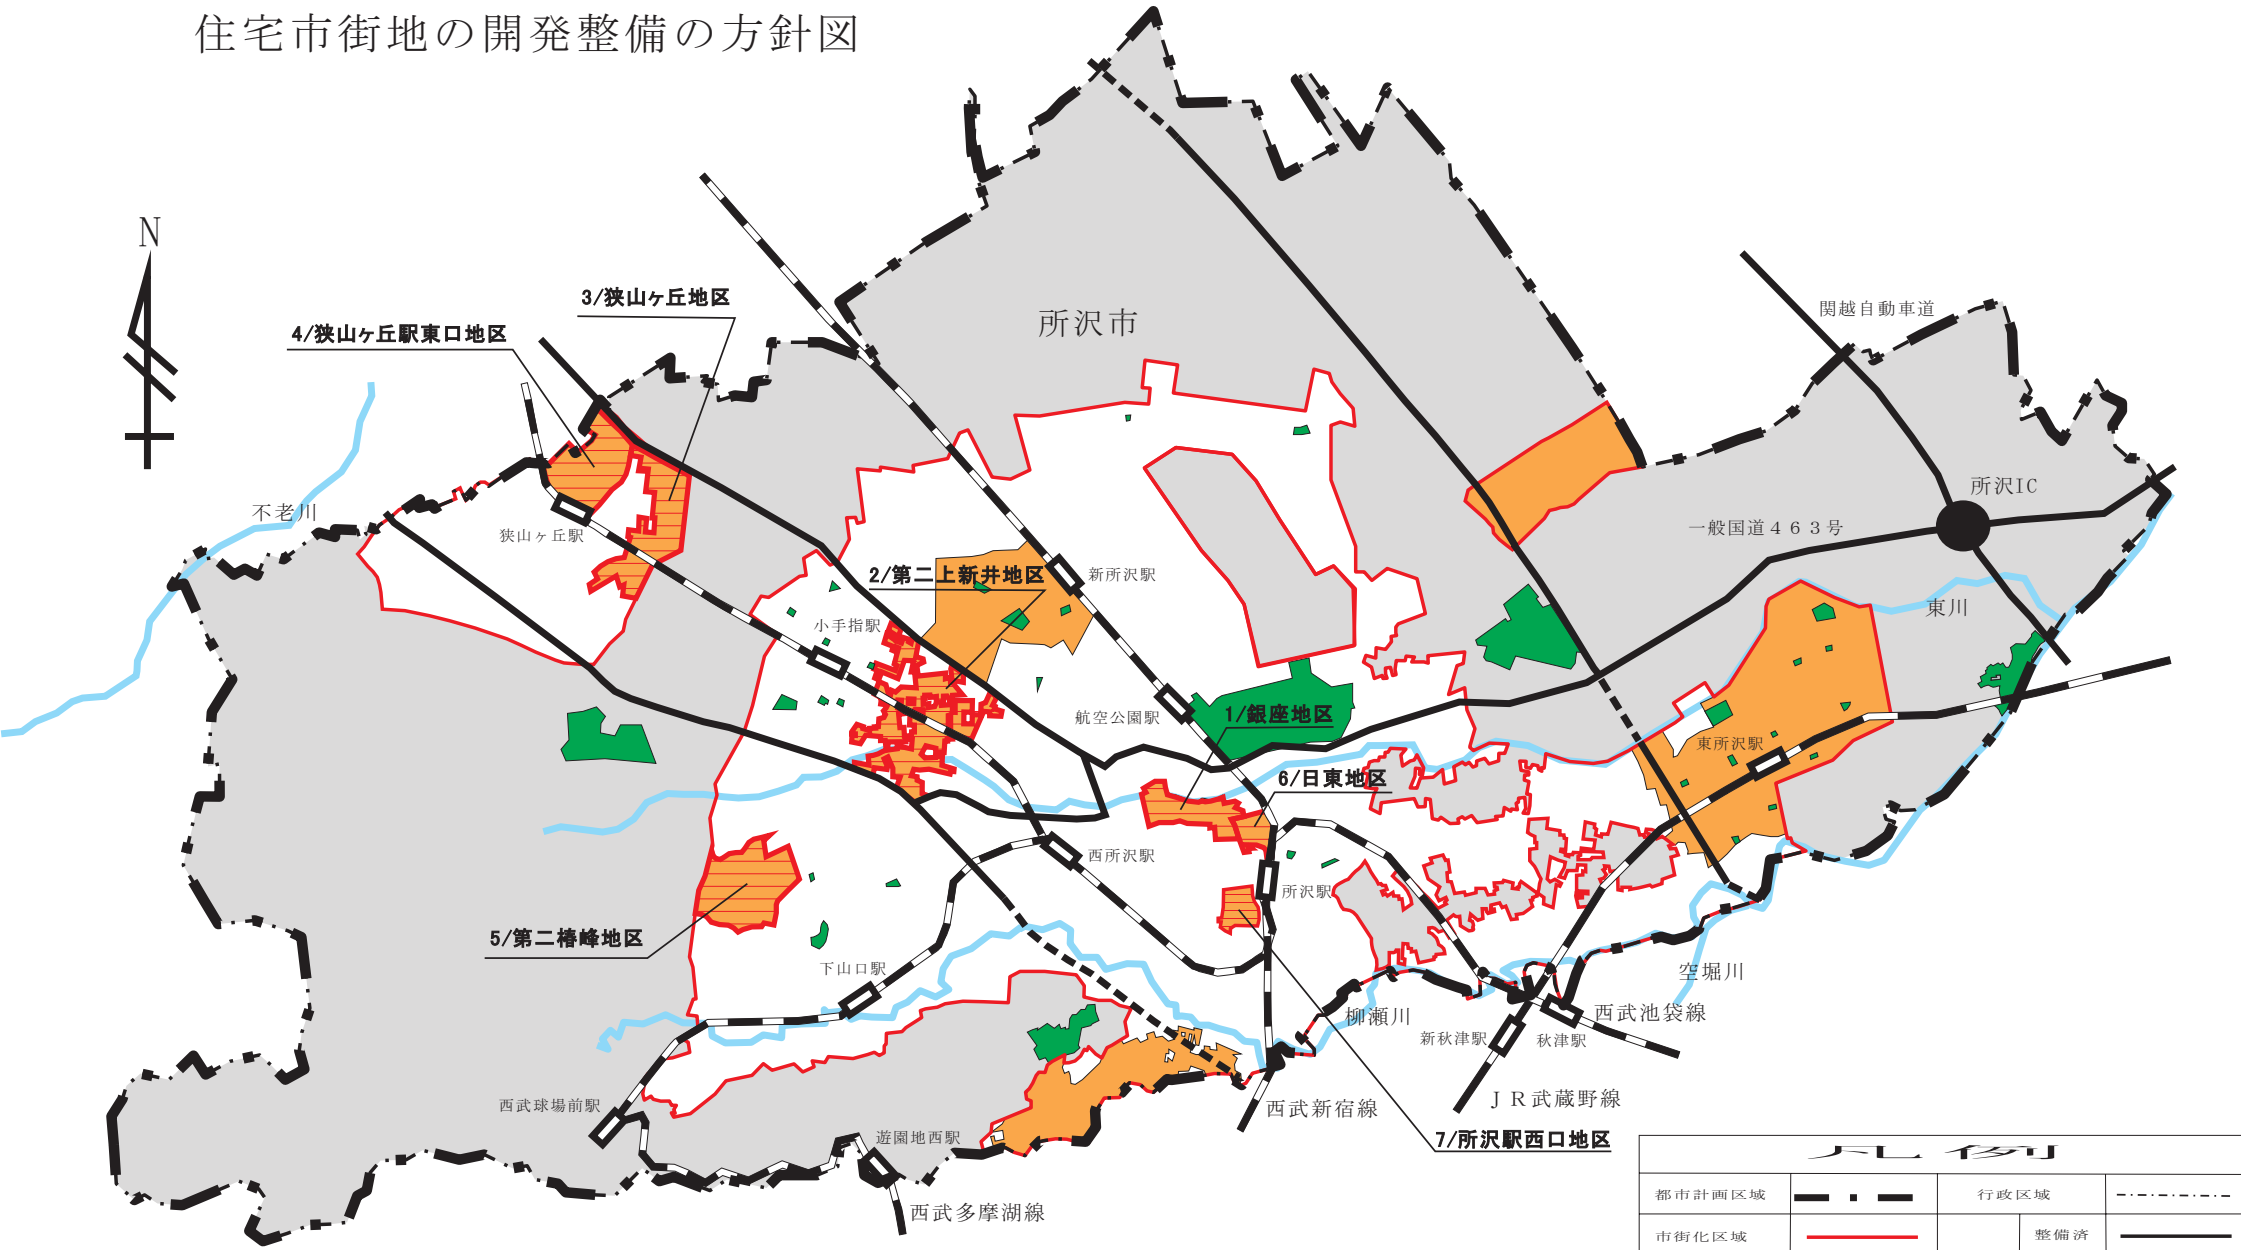 住宅市街地の開発整備の方針図
N
3/狭山ヶ丘地区
4/狭山ヶ丘駅東口地区
所沢市
関越自動車道
所沢IC
不老川
狭山ヶ丘駅
一般国道４６３号
2/第二上新井地区
新所沢駅
東川
小手指駅
航空公園駅
1/銀座地区
東所沢駅
6/日東地区
西所沢駅
所沢駅
5/第二椿峰地区
下山口駅
空堀川
柳瀬川
西武池袋線
新秋津駅
秋津駅
西武球場前駅
ＪＲ武蔵野線
西武新宿線
遊園地西駅
7/所沢駅西口地区
西武多摩湖線
凡例
都市計画区域
行政区域
市街化区域
整備済